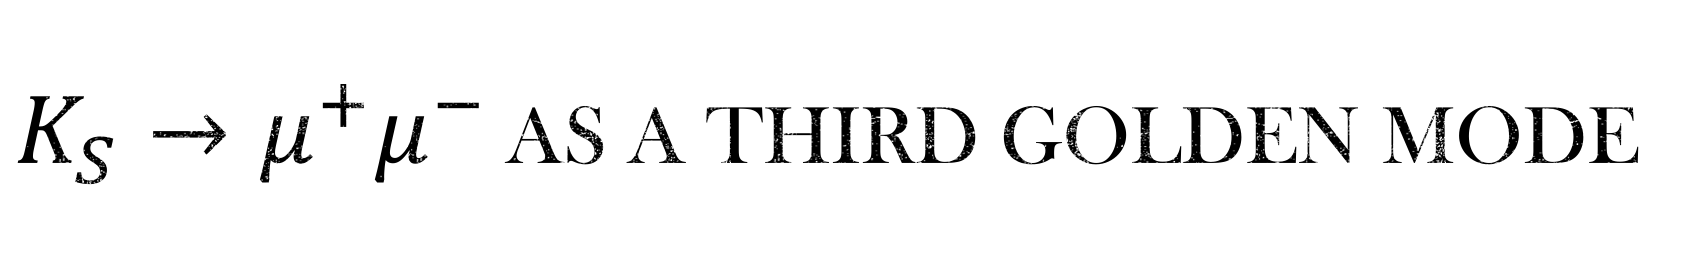 K_S → μ⁺μ⁻ AS A THIRD GOLDEN MODE